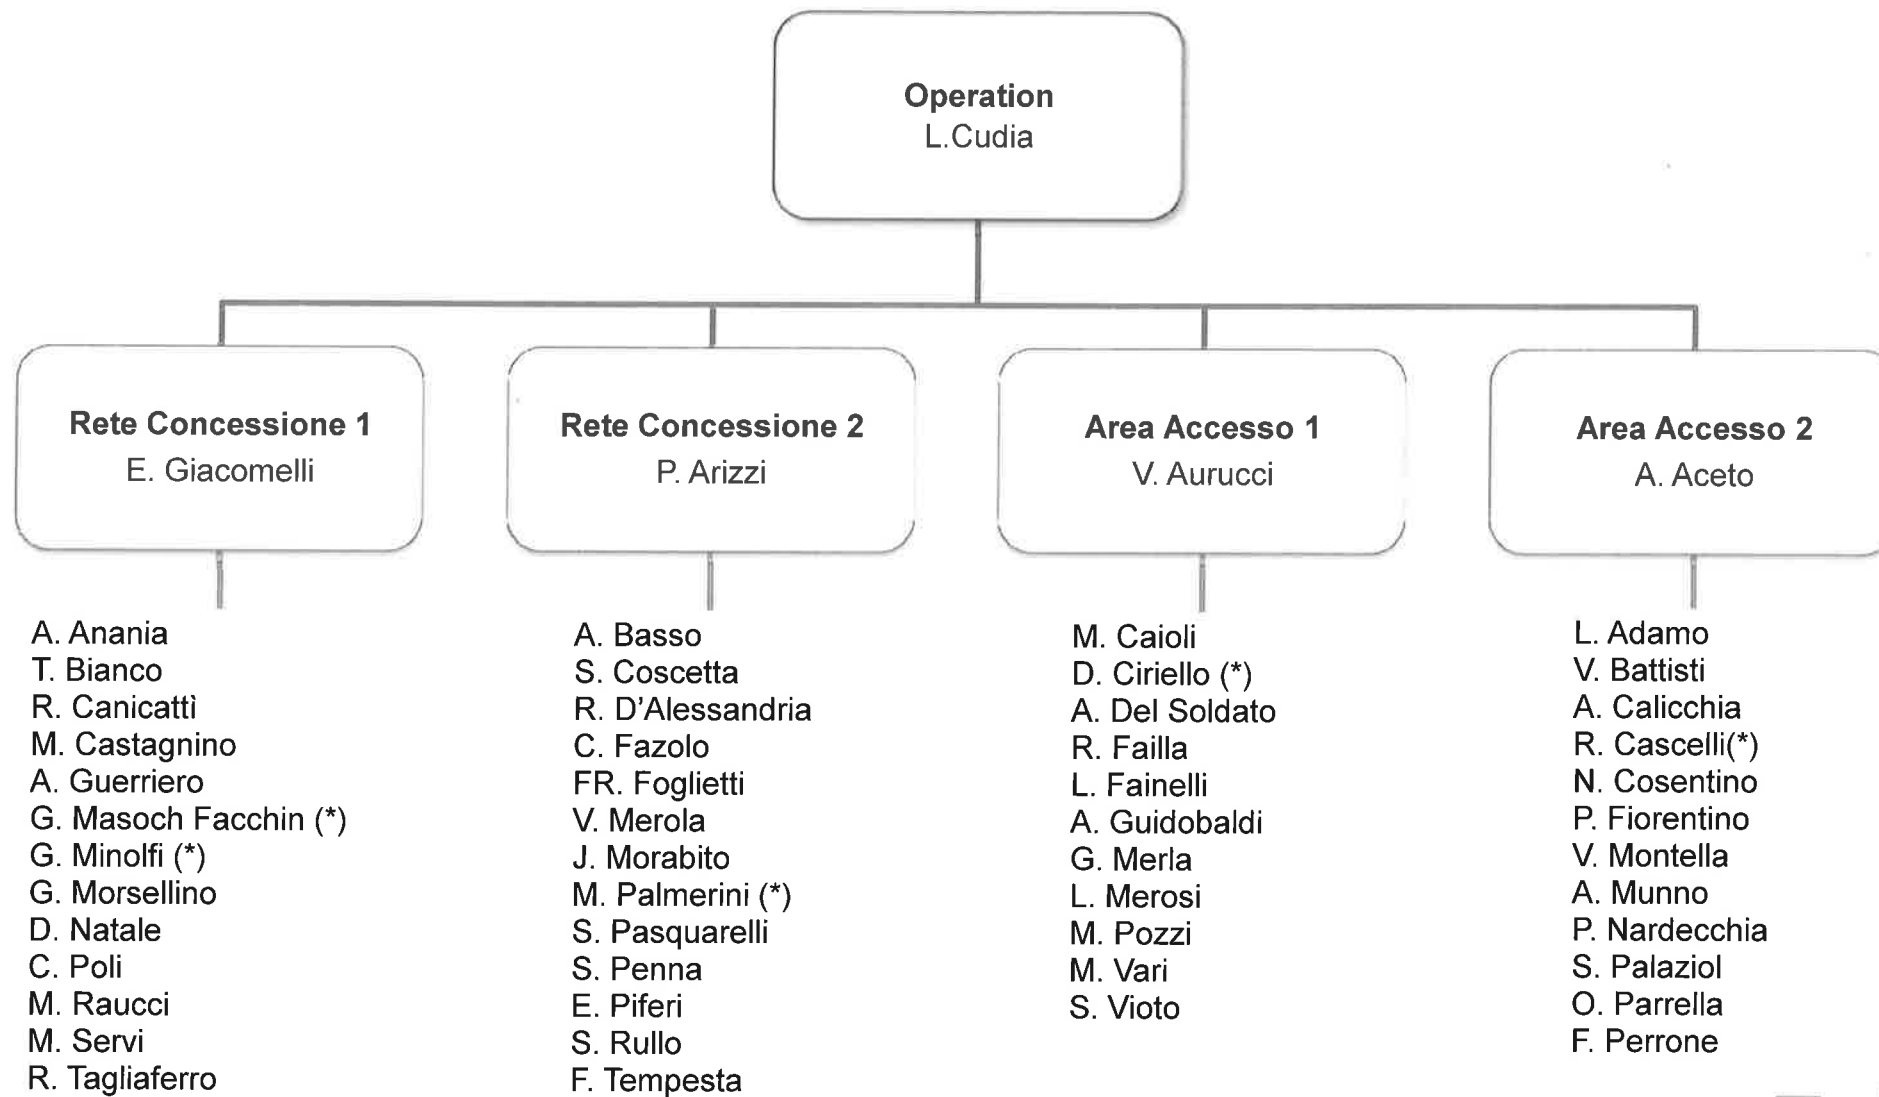 Operation
L.Cudia
Rete Concessione 1
E. Giacomelli
Rete Concessione 2
P. Arizzi
Area Accesso 1
V. Aurucci
Area Accesso 2
A. Aceto
A. Anania
T. Bianco
R. Canicattì
M. Castagnino
A. Guerriero
G. Masoch Facchin (*)
G. Minolfi (*)
G. Morsellino
D. Natale
C. Poli
M. Raucci
M. Servi
R. Tagliaferro
A. Basso
S. Coscetta
R. D'Alessandria
C. Fazolo
FR. Foglietti
V. Merola
J. Morabito
M. Palmerini (*)
S. Pasquarelli
S. Penna
E. Piferi
S. Rullo
F. Tempesta
M. Caioli
D. Ciriello (*)
A. Del Soldato
R. Failla
L. Fainelli
A. Guidobaldi
G. Merla
L. Merosi
M. Pozzi
M. Vari
S. Vioto
L. Adamo
V. Battisti
A. Calicchia
R. Cascelli(*)
N. Cosentino
P. Fiorentino
V. Montella
A. Munno
P. Nardecchia
S. Palaziol
O. Parrella
F. Perrone